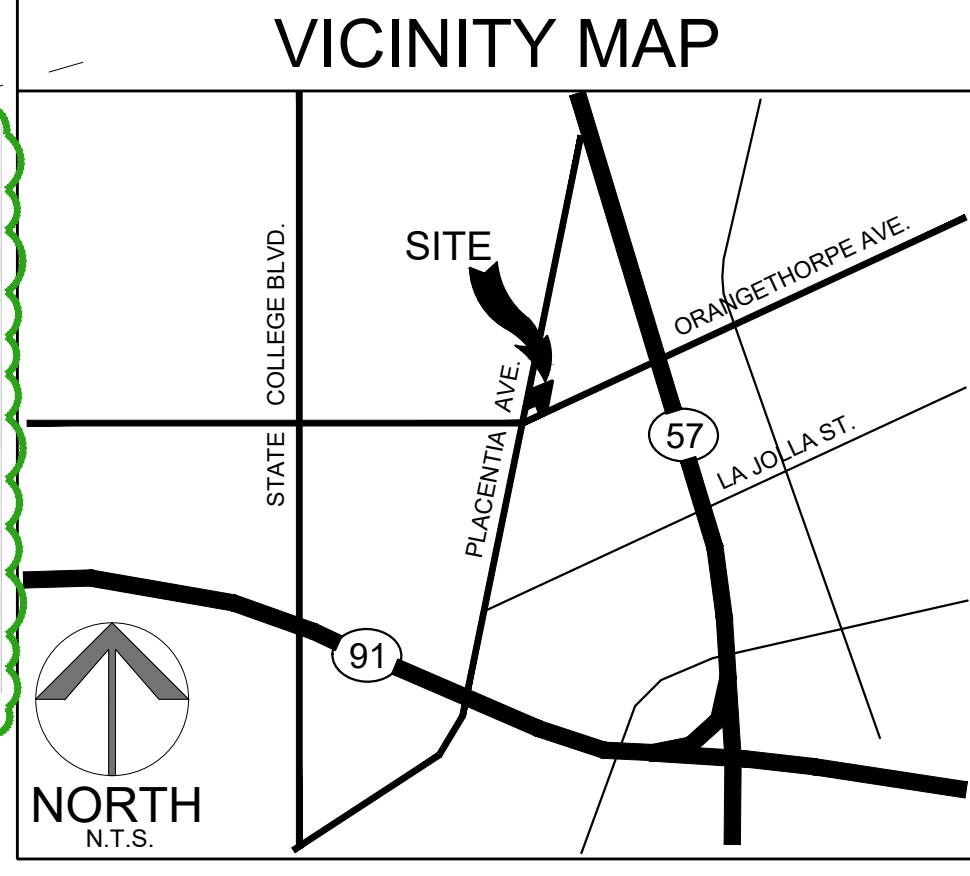 VICINITY MAP
SITE
STATE COLLEGE BLVD.
PLACENTIA AVE.
ORANGETHORPE AVE.
57
LA JOLLA ST.
91
NORTH
N.T.S.